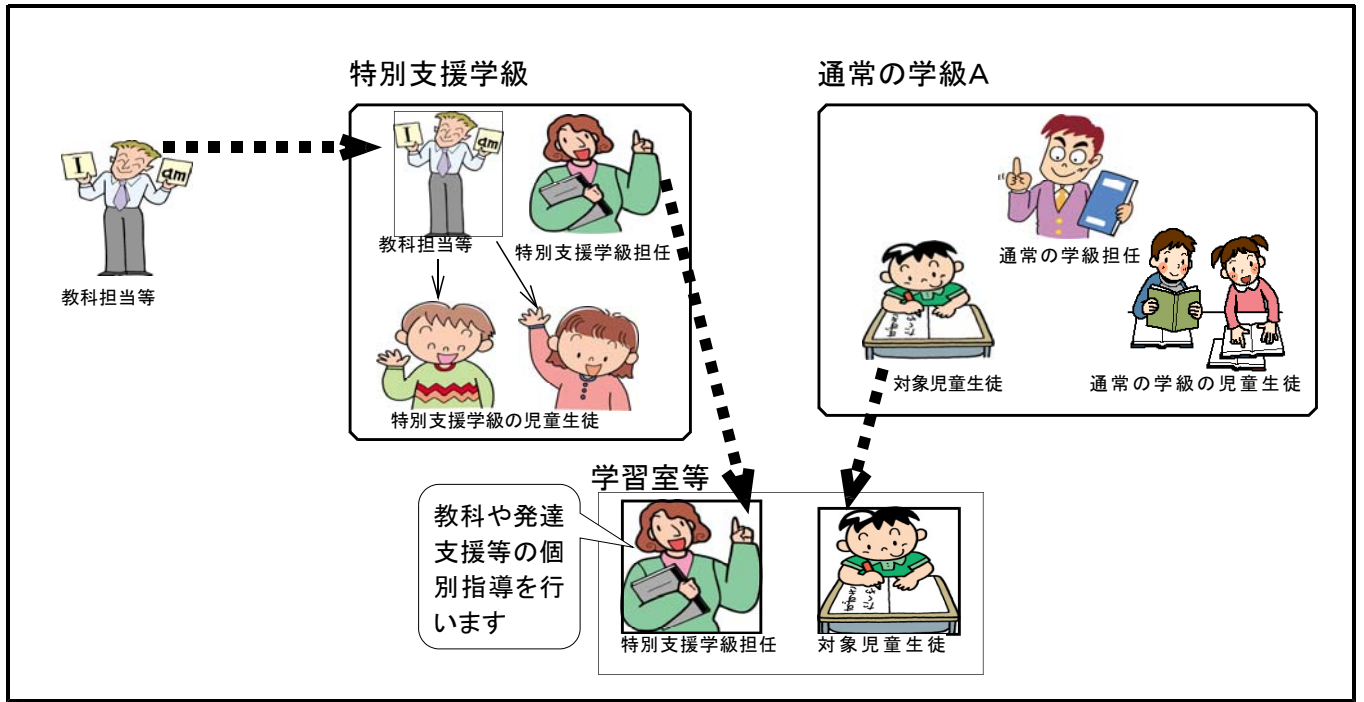 特別支援学級
通常の学級A
I
am
I
am
教科担当等
特別支援学級担任
通常の学級担任
教科担当等
対象児童生徒
通常の学級の児童生徒
特別支援学級の児童生徒
学習室等
教科や発達
支援等の個
別指導を行
います
特別支援学級担任
対象児童生徒